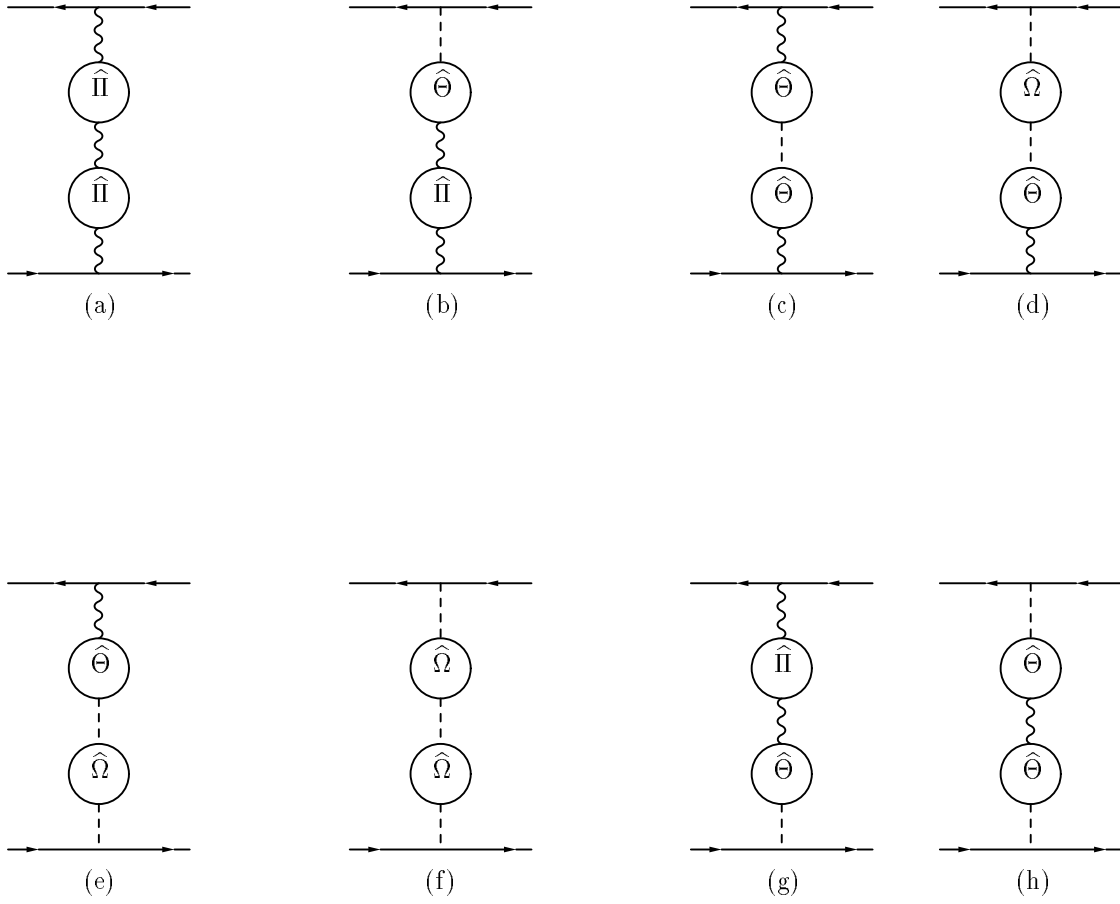 Π̂ Θ̂ Θ̂ Ω̂
Π̂ Π̂ Θ̂ Θ̂
(a) (b) (c) (d)
Θ̂ Ω̂ Π̂ Θ̂
Ω̂ Ω̂ Θ̂ Θ̂
(e) (f) (g) (h)